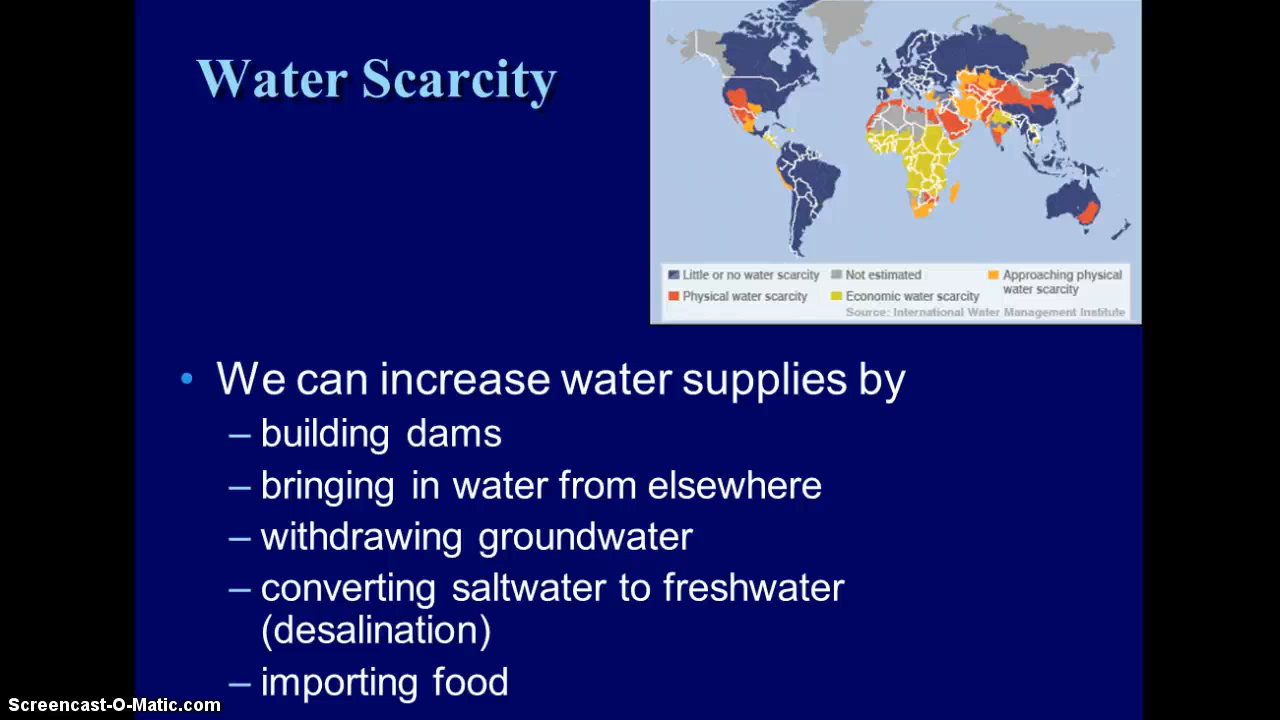 Water Scarcity
Little or no water scarcity
Not estimated
Approaching physical
water scarcity
Physical water scarcity
Economic water scarcity
Source: International Water Management Institute
• We can increase water supplies by
– building dams
– bringing in water from elsewhere
– withdrawing groundwater
– converting saltwater to freshwater
(desalination)
– importing food
Screencast-O-Matic.com